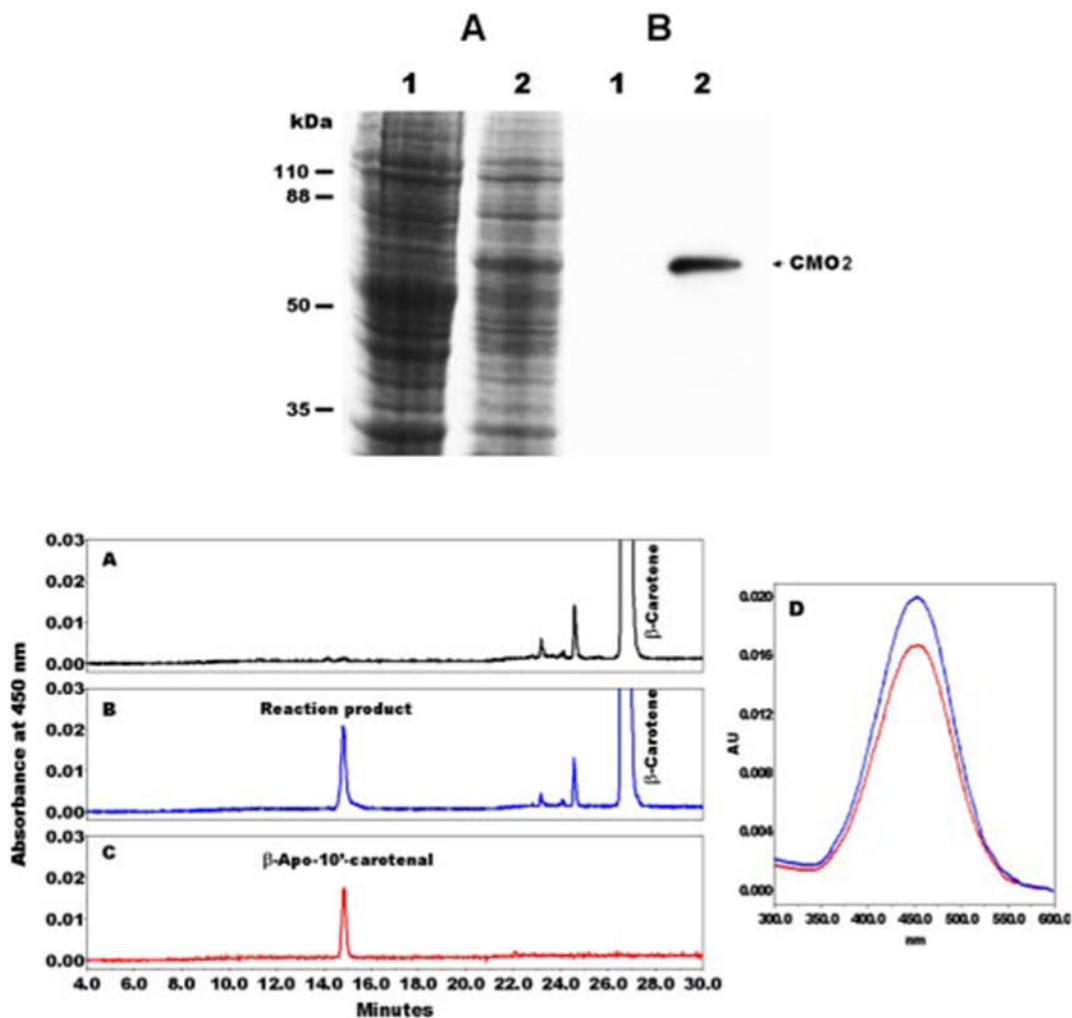 A B
1 2 1 2
kDa
110
88
50
35
CMO2
Absorbance at 450 nm
0.03
0.02
0.01
0.00
A
β-Carotene
0.03
0.02
0.01
0.00
B
Reaction product
β-Carotene
0.03
0.02
0.01
0.00
C
β-Apo-10'-carotenal
4.0 6.0 8.0 10.0 12.0 14.0 16.0 18.0 20.0 22.0 24.0 26.0 28.0 30.0
Minutes
D
AU
0.020
0.016
0.012
0.008
0.004
0.000
300.0 350.0 400.0 450.0 500.0 550.0 600.0
nm